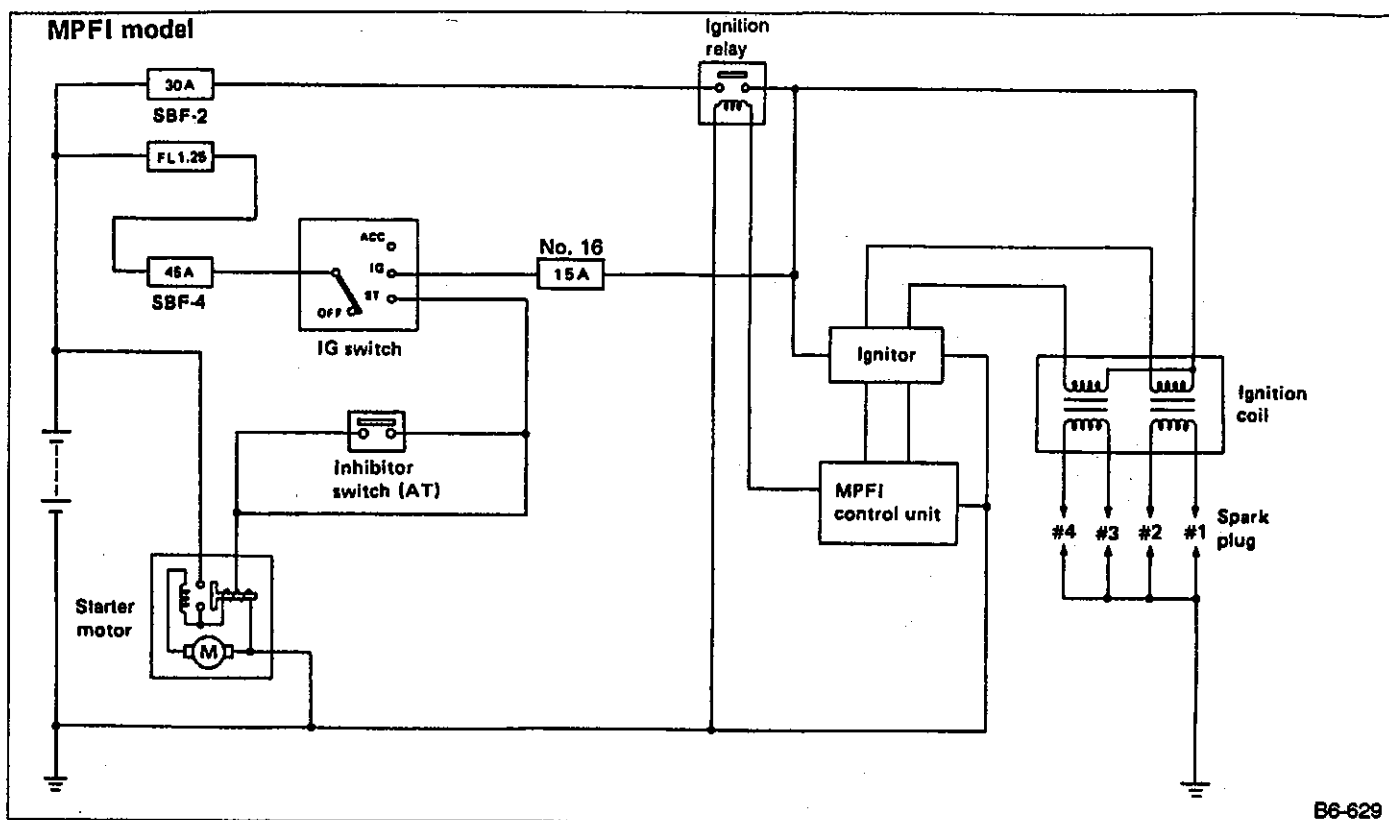 MPFI model
Ignition
relay
30A
SBF-2
FL1.25
ACC
IG
ST
OFF
No. 16
15A
45A
SBF-4
IG switch
Ignitor
Ignition
coil
Inhibitor
switch (AT)
MPFI
control unit
#4 #3 #2 #1
Spark
plug
Starter
motor
M
B6-629